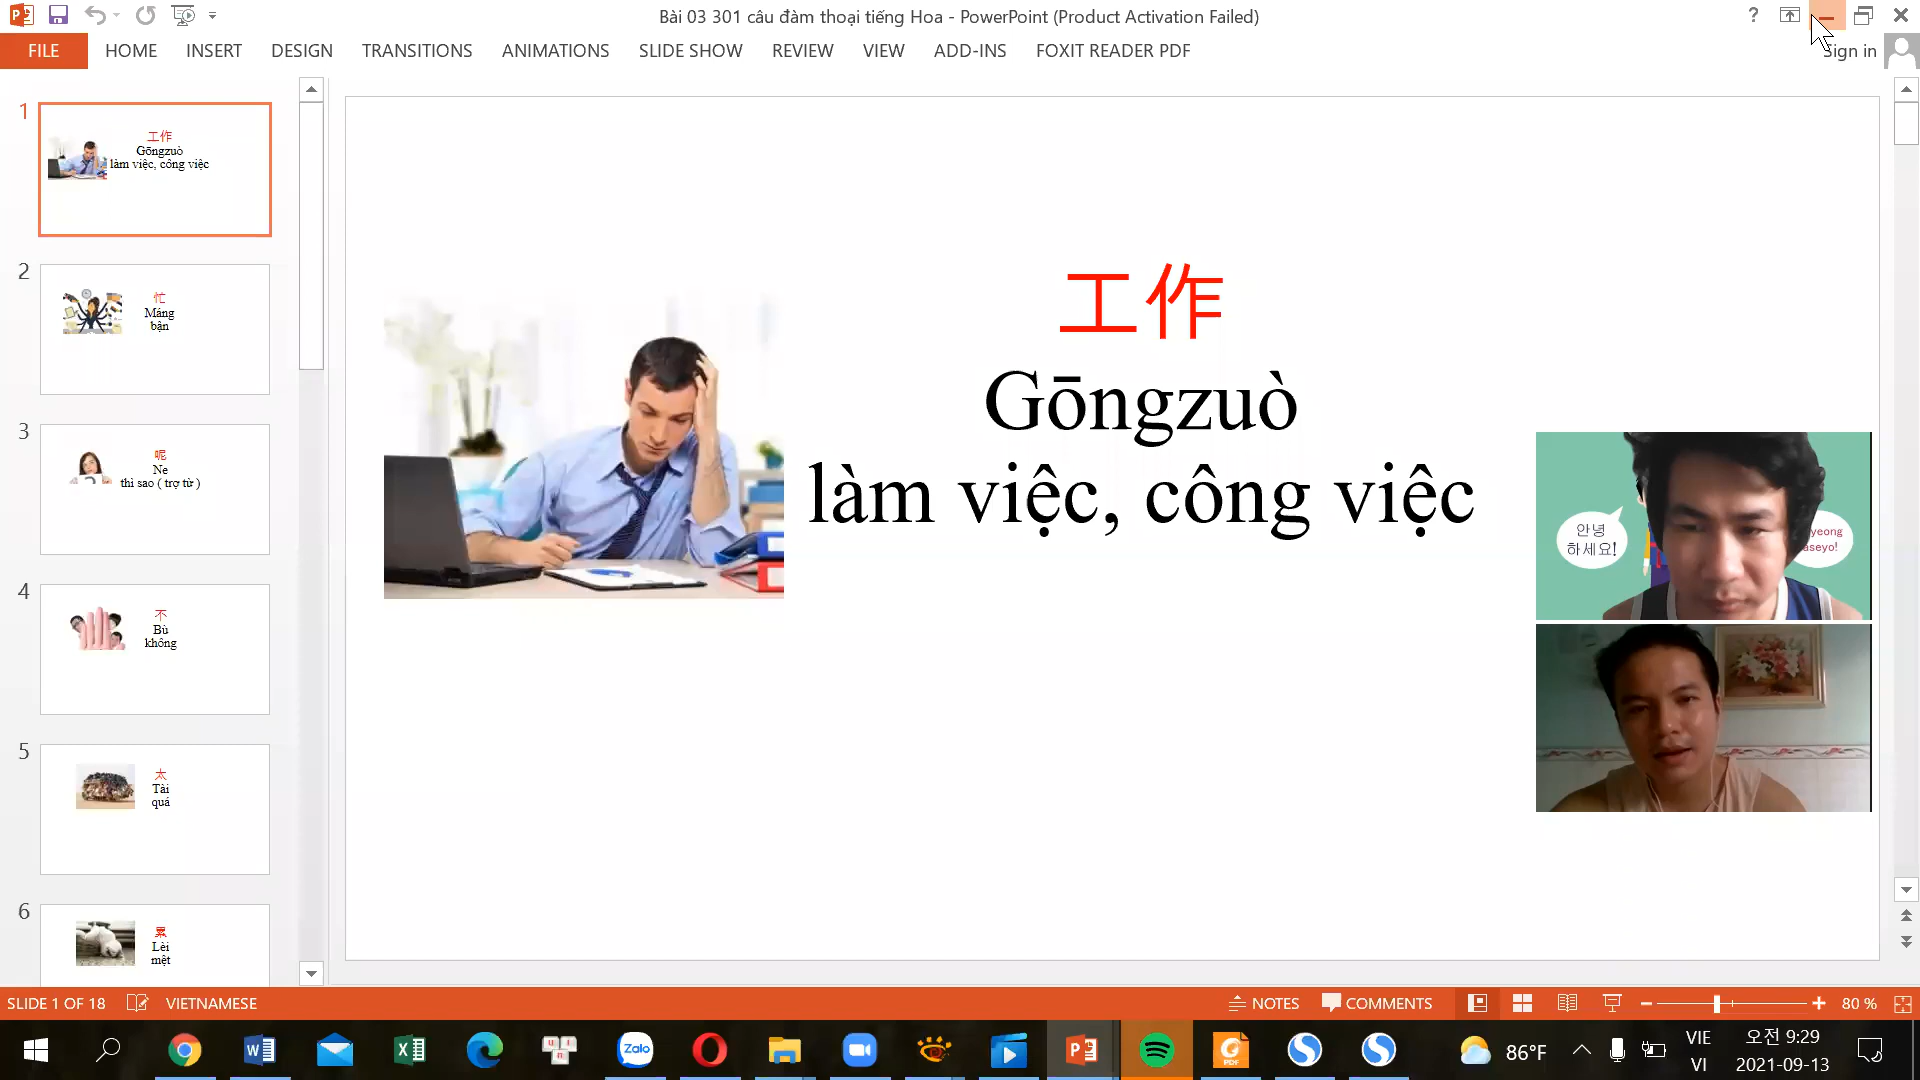 Bài 03 301 câu đàm thoại tiếng Hoa - PowerPoint (Product Activation Failed)
FILE HOME INSERT DESIGN TRANSITIONS ANIMATIONS SLIDE SHOW REVIEW VIEW ADD-INS FOXIT READER PDF
Sign in
1
工作
Gōngzuò
làm việc, công việc
2
忙
Máng
bận
3
呢
Ne
thì sao ( trợ từ )
4
不
Bù
không
5
太
Tài
quá
6
累
Lèi
mệt
工作
Gōngzuò
làm việc, công việc
안녕
하세요!
yeong
aseyo!
SLIDE 1 OF 18 VIETNAMESE NOTES COMMENTS 80 %
Zalo
PDF
86°F
VIE
VI
오전 9:29
2021-09-13